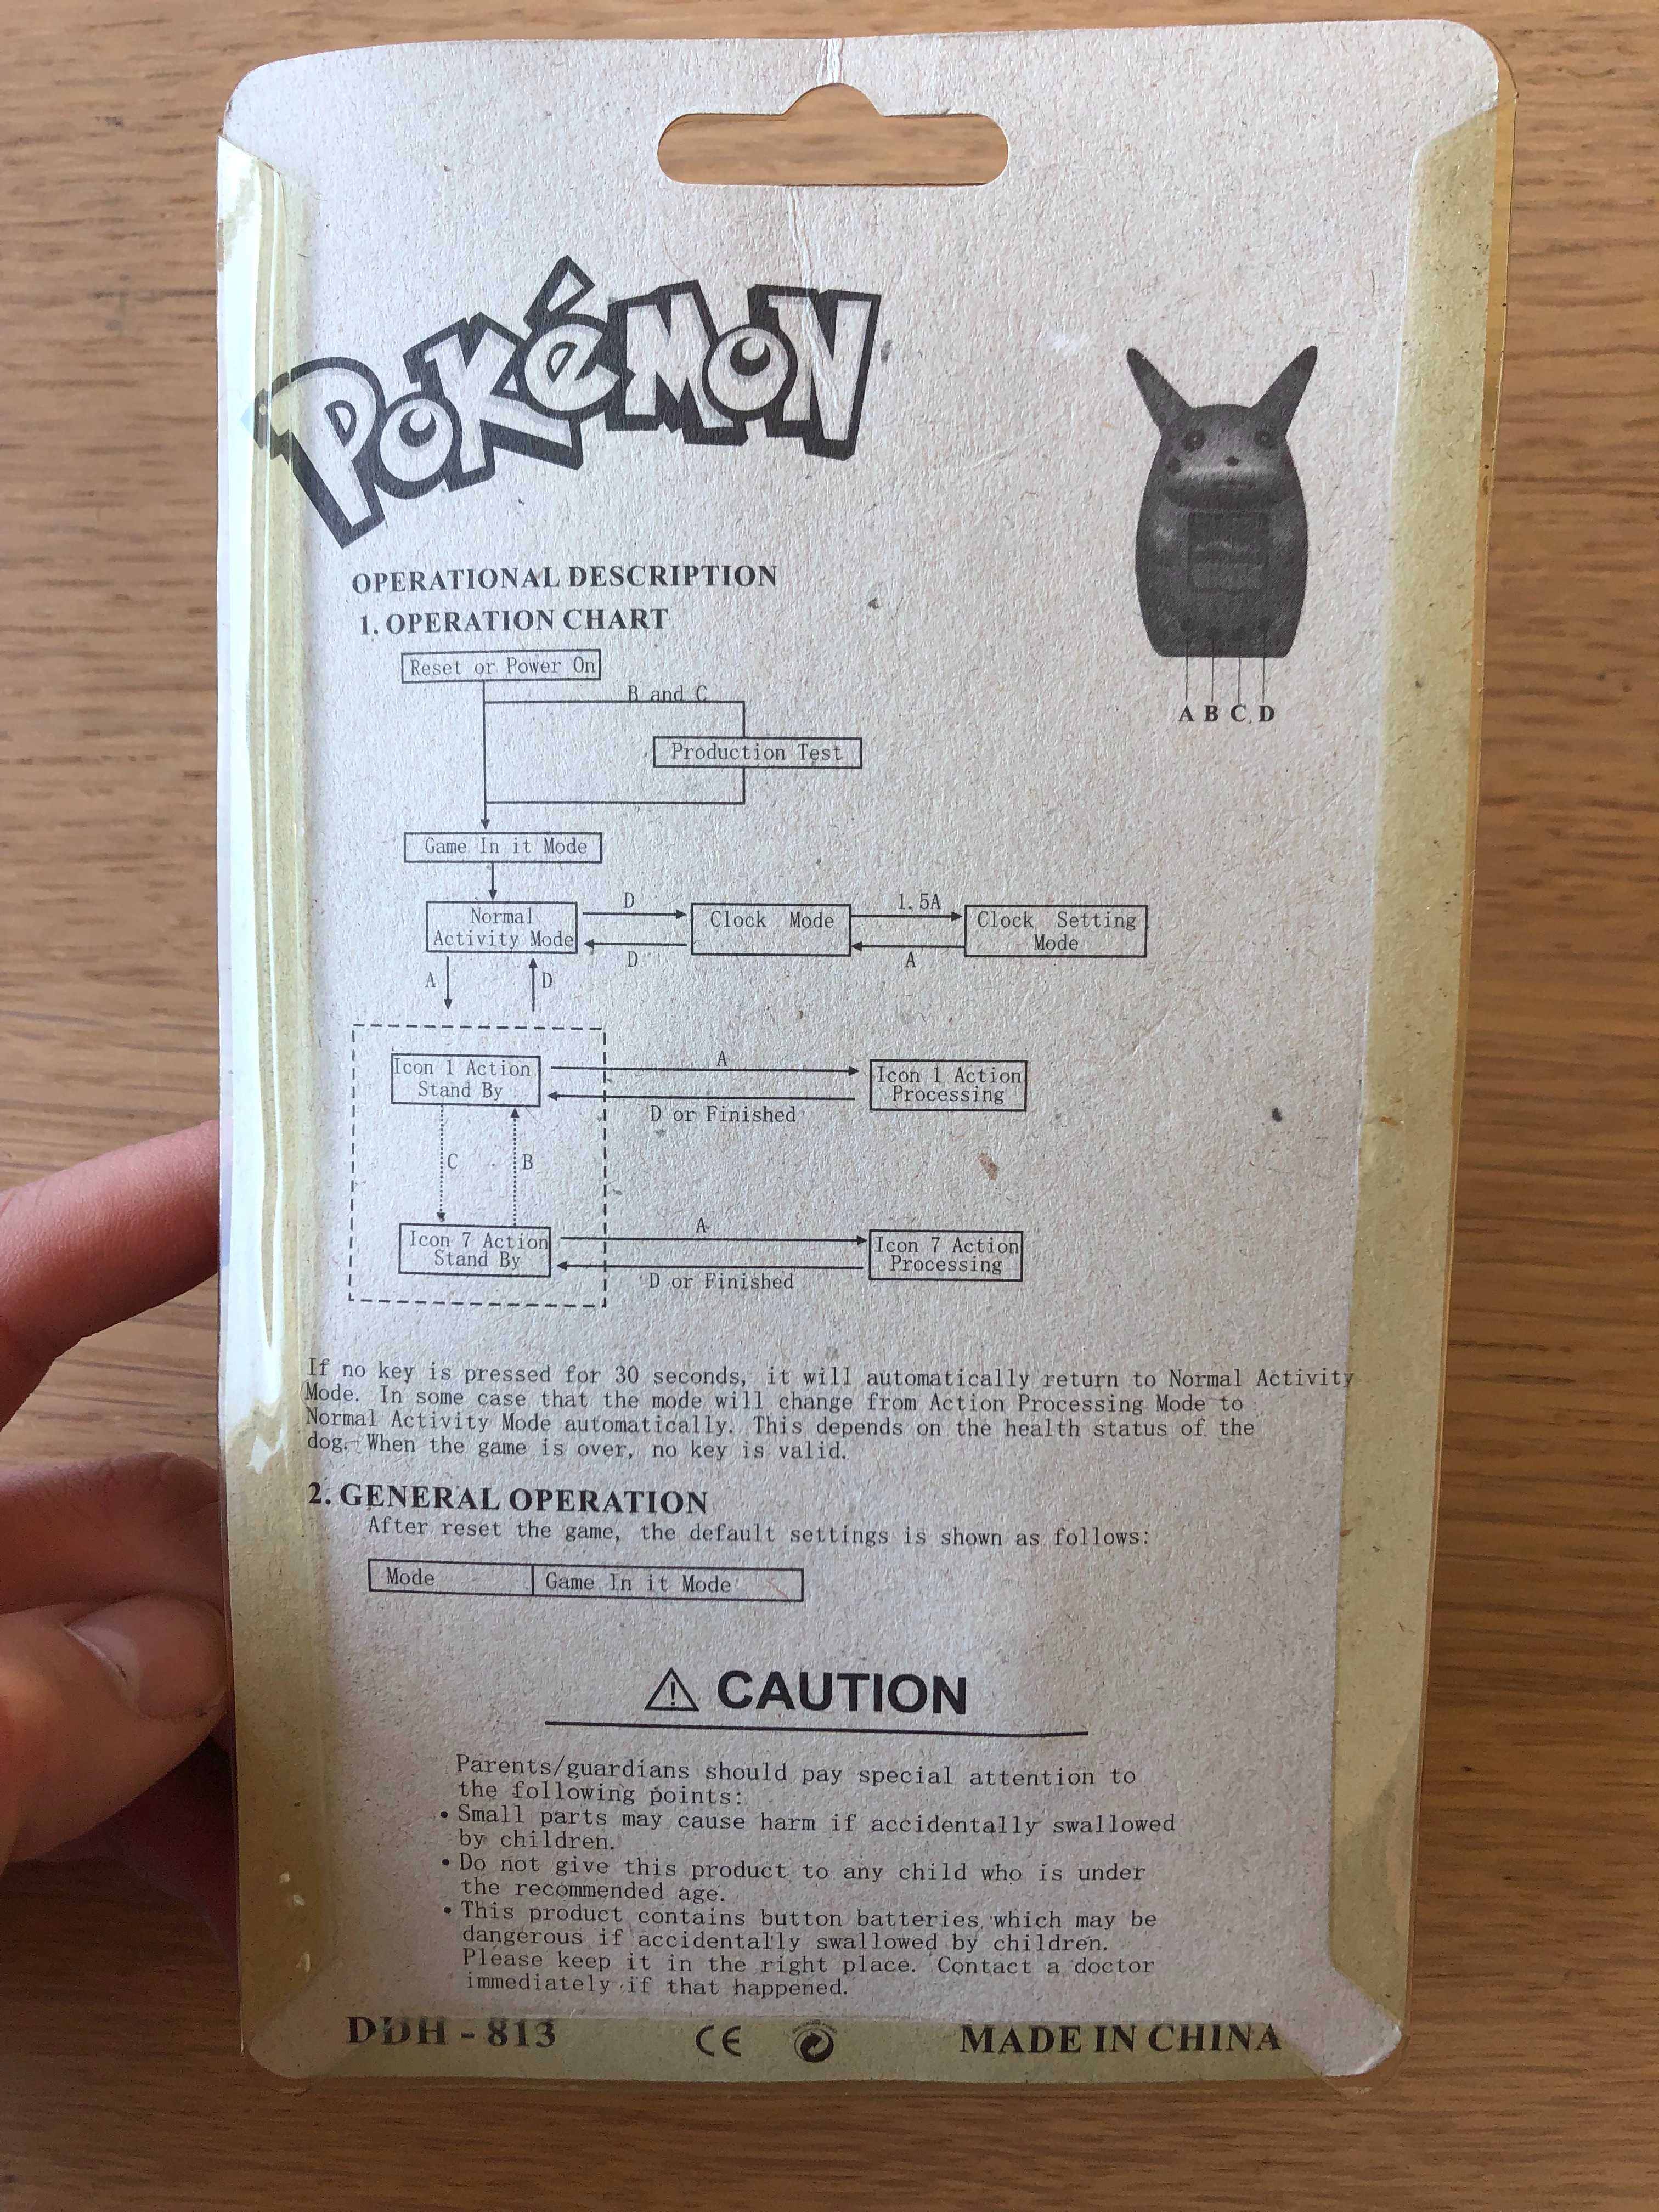 POKéMON
OPERATIONAL DESCRIPTION
1. OPERATION CHART
Reset or Power On
B and C
Production Test
A B C D
Game In it Mode
Normal
Activity Mode
D
D
Clock Mode
1.5A
A
Clock Setting
Mode
A
D
Icon 1 Action
Stand By
A
D or Finished
Icon 1 Action
Processing
C
B
Icon 7 Action
Stand By
A
D or Finished
Icon 7 Action
Processing
If no key is pressed for 30 seconds, it will automatically return to Normal Activity
Mode. In some case that the mode will change from Action Processing Mode to
Normal Activity Mode automatically. This depends on the health status of the
dog. When the game is over, no key is valid.
2. GENERAL OPERATION
After reset the game, the default settings is shown as follows:
Mode Game In it Mode
CAUTION
Parents/guardians should pay special attention to
the following points:
• Small parts may cause harm if accidentally swallowed
by children.
• Do not give this product to any child who is under
the recommended age.
• This product contains button batteries, which may be
dangerous if accidentally swallowed by children.
Please keep it in the right place. Contact a doctor
immediately if that happened.
DDH - 813 CE MADE IN CHINA